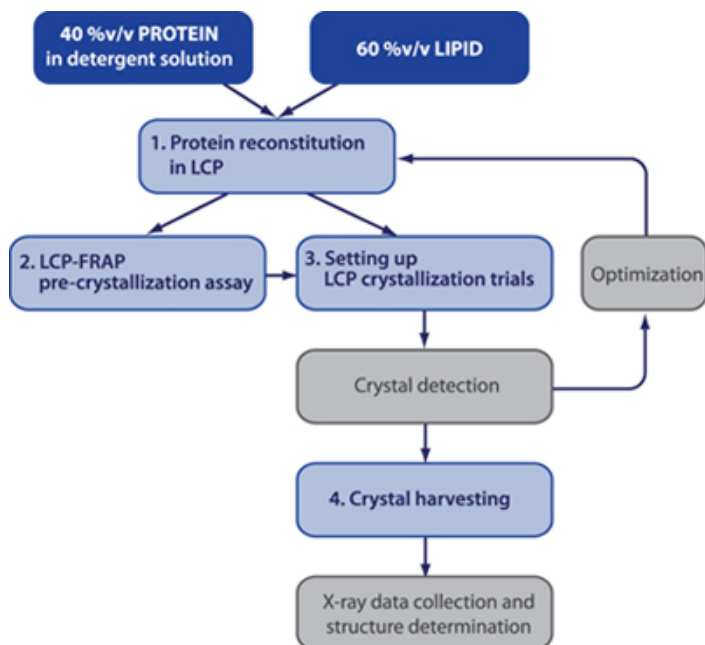 40 %v/v PROTEIN
in detergent solution
60 %v/v LIPID
1. Protein reconstitution
in LCP
2. LCP-FRAP
pre-crystallization assay
3. Setting up
LCP crystallization trials
Optimization
Crystal detection
4. Crystal harvesting
X-ray data collection and
structure determination